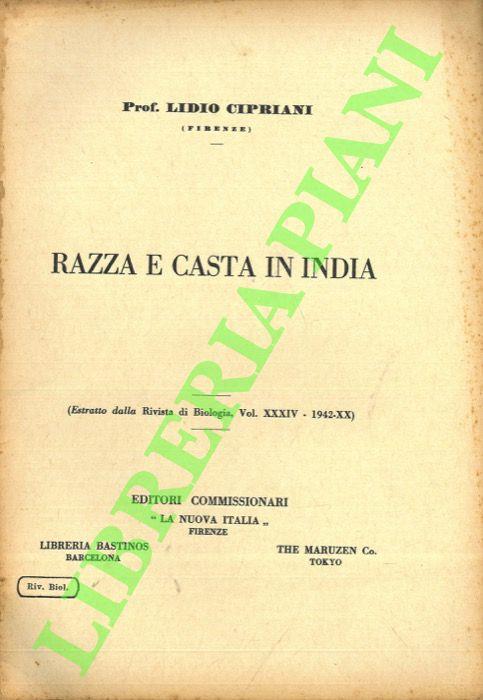 Prof. LIDIO CIPRIANI
(FIRENZE)
RAZZA E CASTA IN INDIA
(Estratto dalla Rivista di Biologia, Vol. XXXIV - 1942-XX)
EDITORI COMMISSIONARI
“ LA NUOVA ITALIA „
FIRENZE
LIBRERIA BASTINOS
BARCELONA
THE MARUZEN Co.
TOKYO
Riv. Biol.
LIBRERIA PIANI